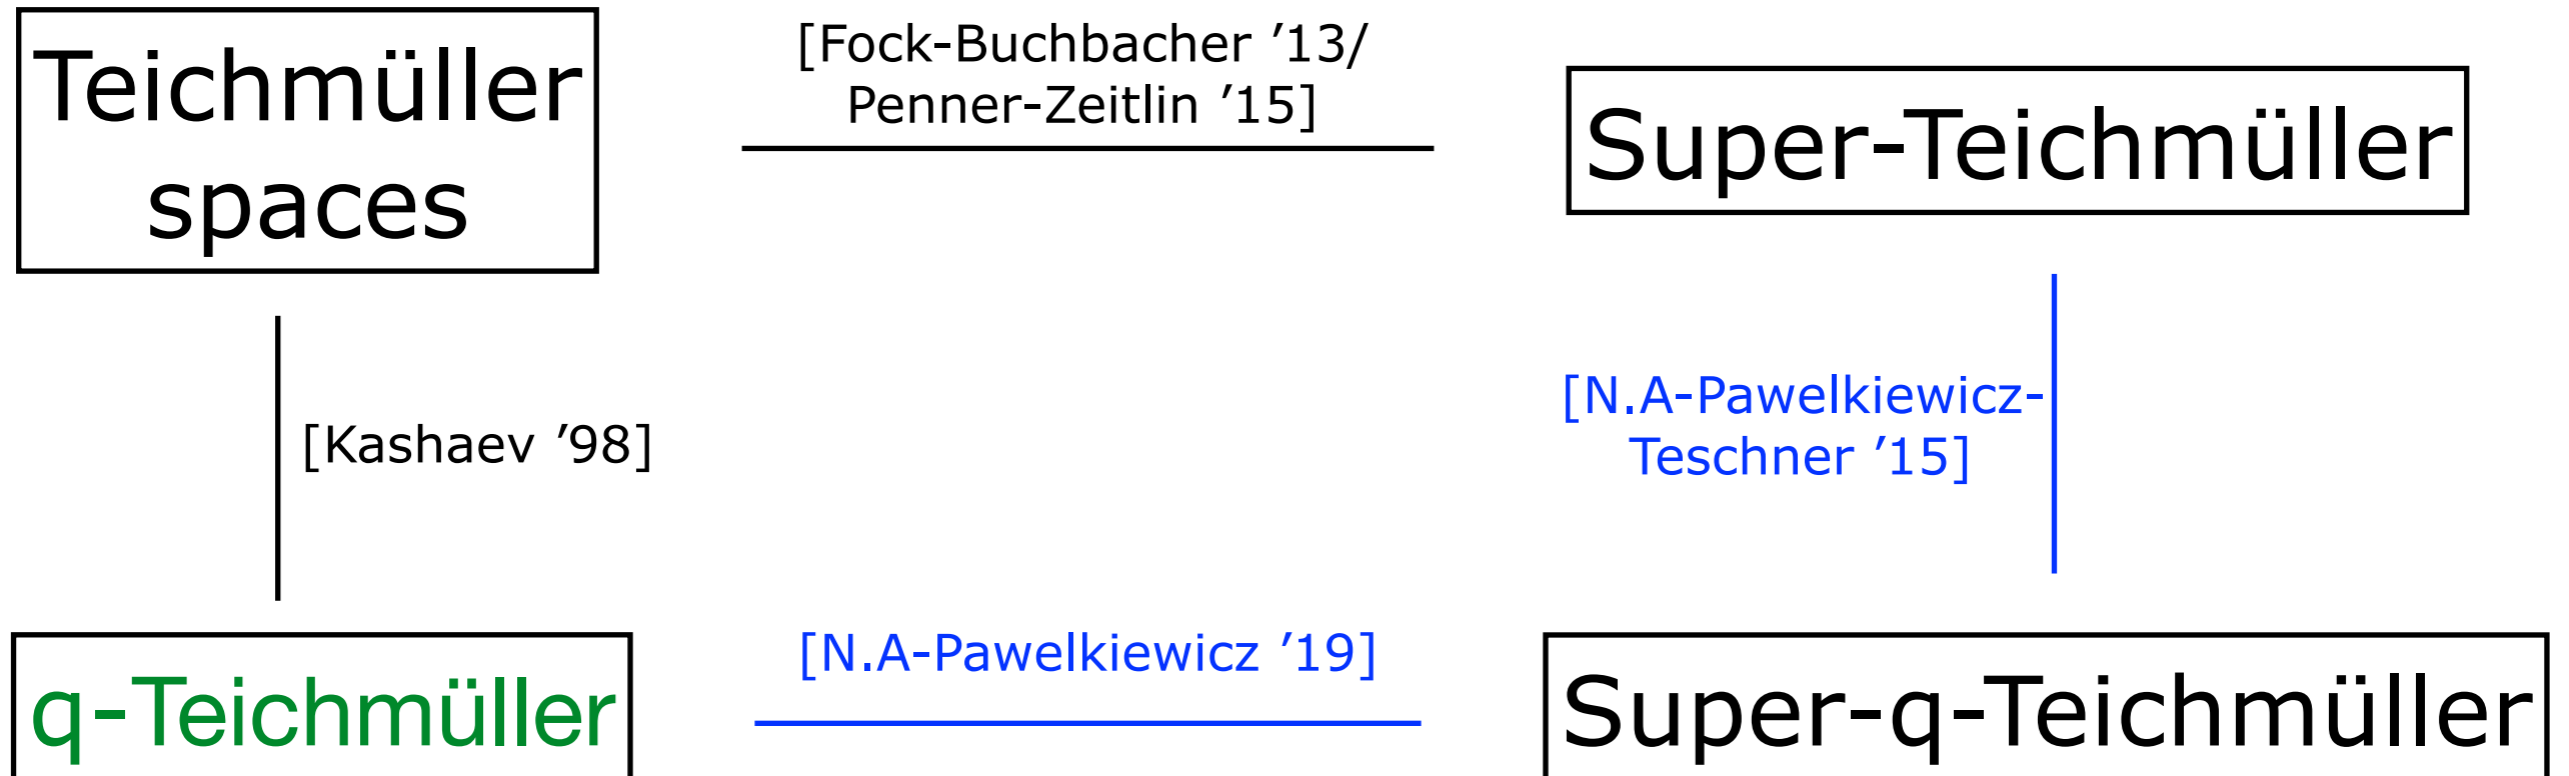 Teichmüller
spaces
[Fock-Buchbacher ’13/
Penner-Zeitlin ’15]
Super-Teichmüller
[Kashaev ’98]
[N.A-Pawelkiewicz-
Teschner ’15]
q-Teichmüller
[N.A-Pawelkiewicz ’19]
Super-q-Teichmüller